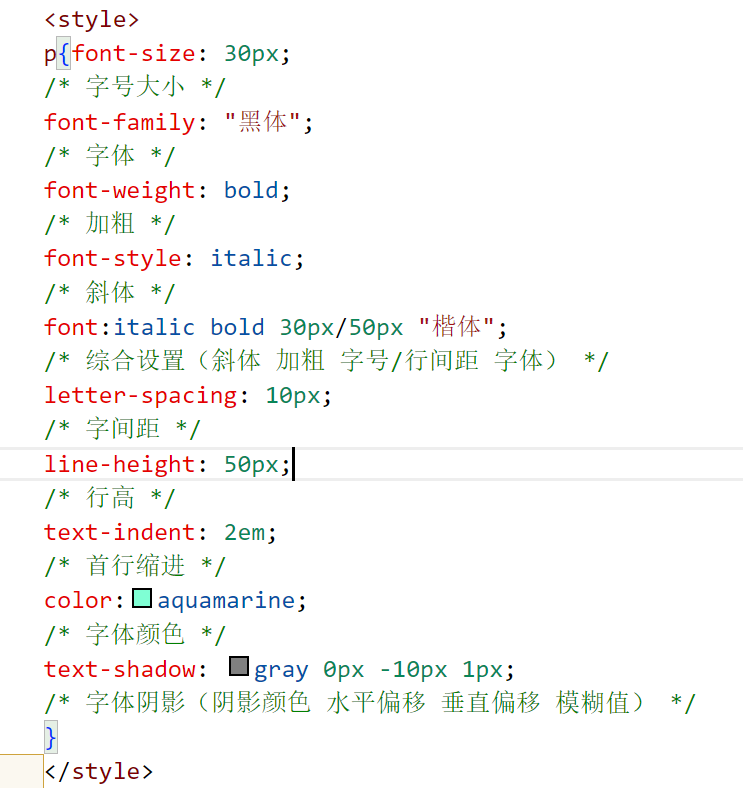 <style>
p{font-size: 30px;
/* 字号大小 */
font-family: "黑体";
/* 字体 */
font-weight: bold;
/* 加粗 */
font-style: italic;
/* 斜体 */
font:italic bold 30px/50px "楷体";
/* 综合设置（斜体 加粗 字号/行间距 字体） */
letter-spacing: 10px;
/* 字间距 */
line-height: 50px;
/* 行高 */
text-indent: 2em;
/* 首行缩进 */
color:aquamarine;
/* 字体颜色 */
text-shadow: gray 0px -10px 1px;
/* 字体阴影（阴影颜色 水平偏移 垂直偏移 模糊值） */
}
</style>